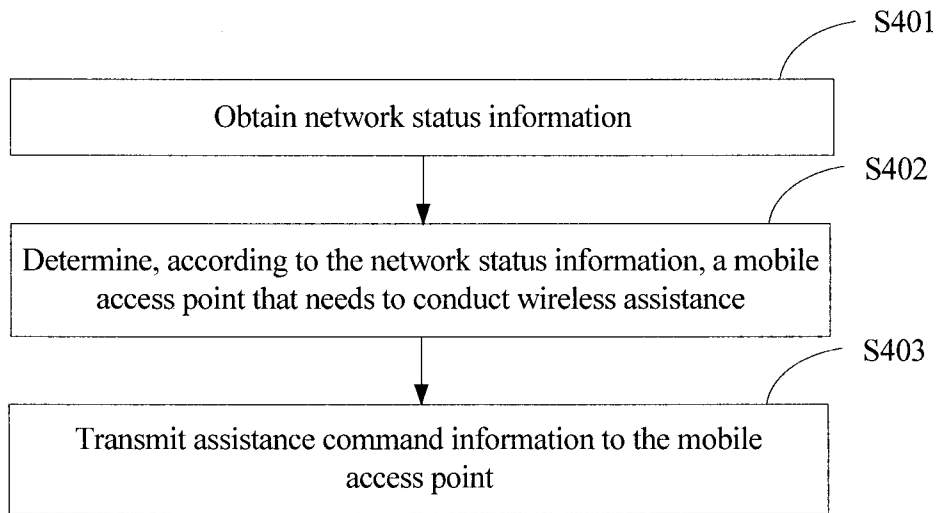 S401
Obtain network status information
S402
Determine, according to the network status information, a mobile
access point that needs to conduct wireless assistance
S403
Transmit assistance command information to the mobile
access point